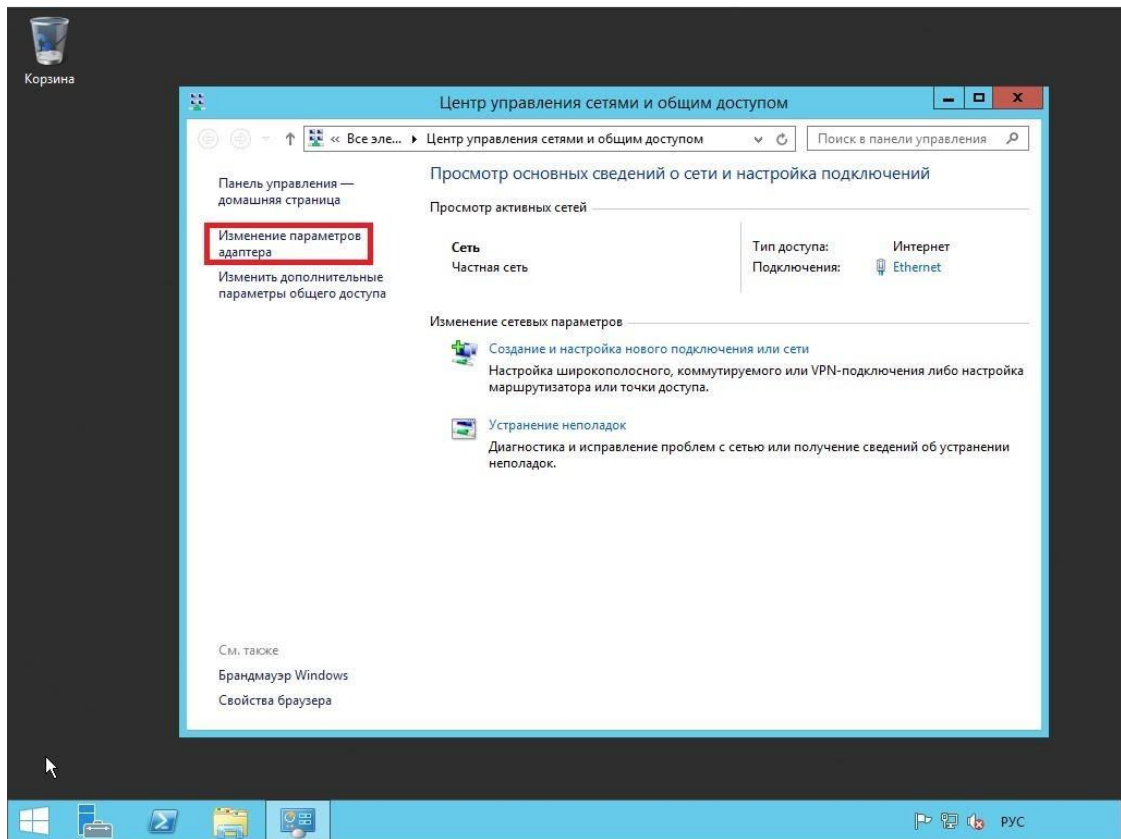 Корзина
Центр управления сетями и общим доступом
« Все эле... Центр управления сетями и общим доступом
Поиск в панели управления
Панель управления —
домашняя страница
Изменение параметров
адаптера
Изменить дополнительные
параметры общего доступа
Просмотр основных сведений о сети и настройка подключений
Просмотр активных сетей
Сеть
Частная сеть
Тип доступа: Интернет
Подключения: Ethernet
Изменение сетевых параметров
Создание и настройка нового подключения или сети
Настройка широкополосного, коммутируемого или VPN-подключения либо настройка
маршрутизатора или точки доступа.
Устранение неполадок
Диагностика и исправление проблем с сетью или получение сведений об устранении
неполадок.
См. также
Брандмауэр Windows
Свойства браузера
РУС